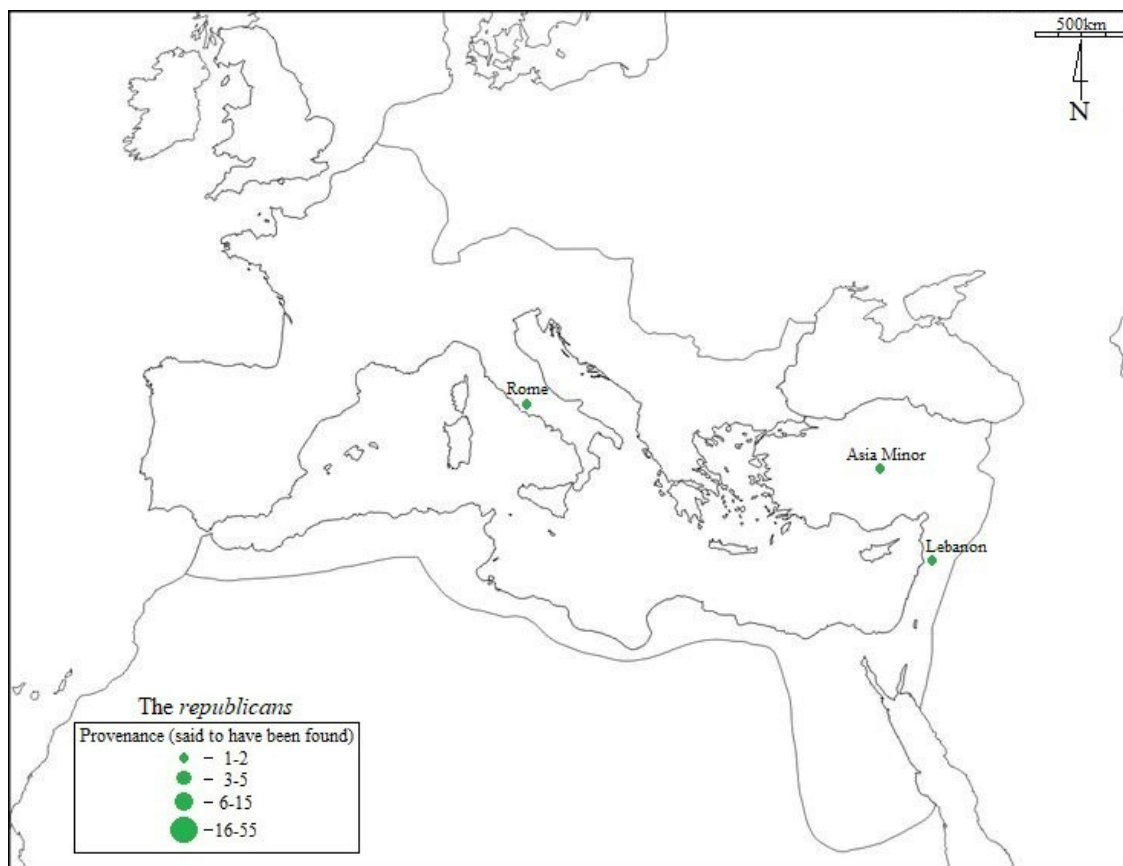 500km
N
Rome
Asia Minor
Lebanon
The republicans
Provenance (said to have been found)
− 1-2
− 3-5
− 6-15
−16-55